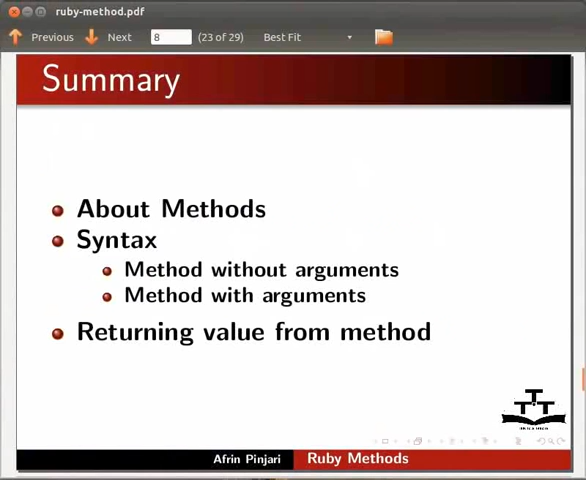 ruby-method.pdf
Previous Next 8 (23 of 29) Best Fit
Summary
About Methods
Syntax
Method without arguments
Method with arguments
Returning value from method
T
T T
Afrin Pinjari Ruby Methods